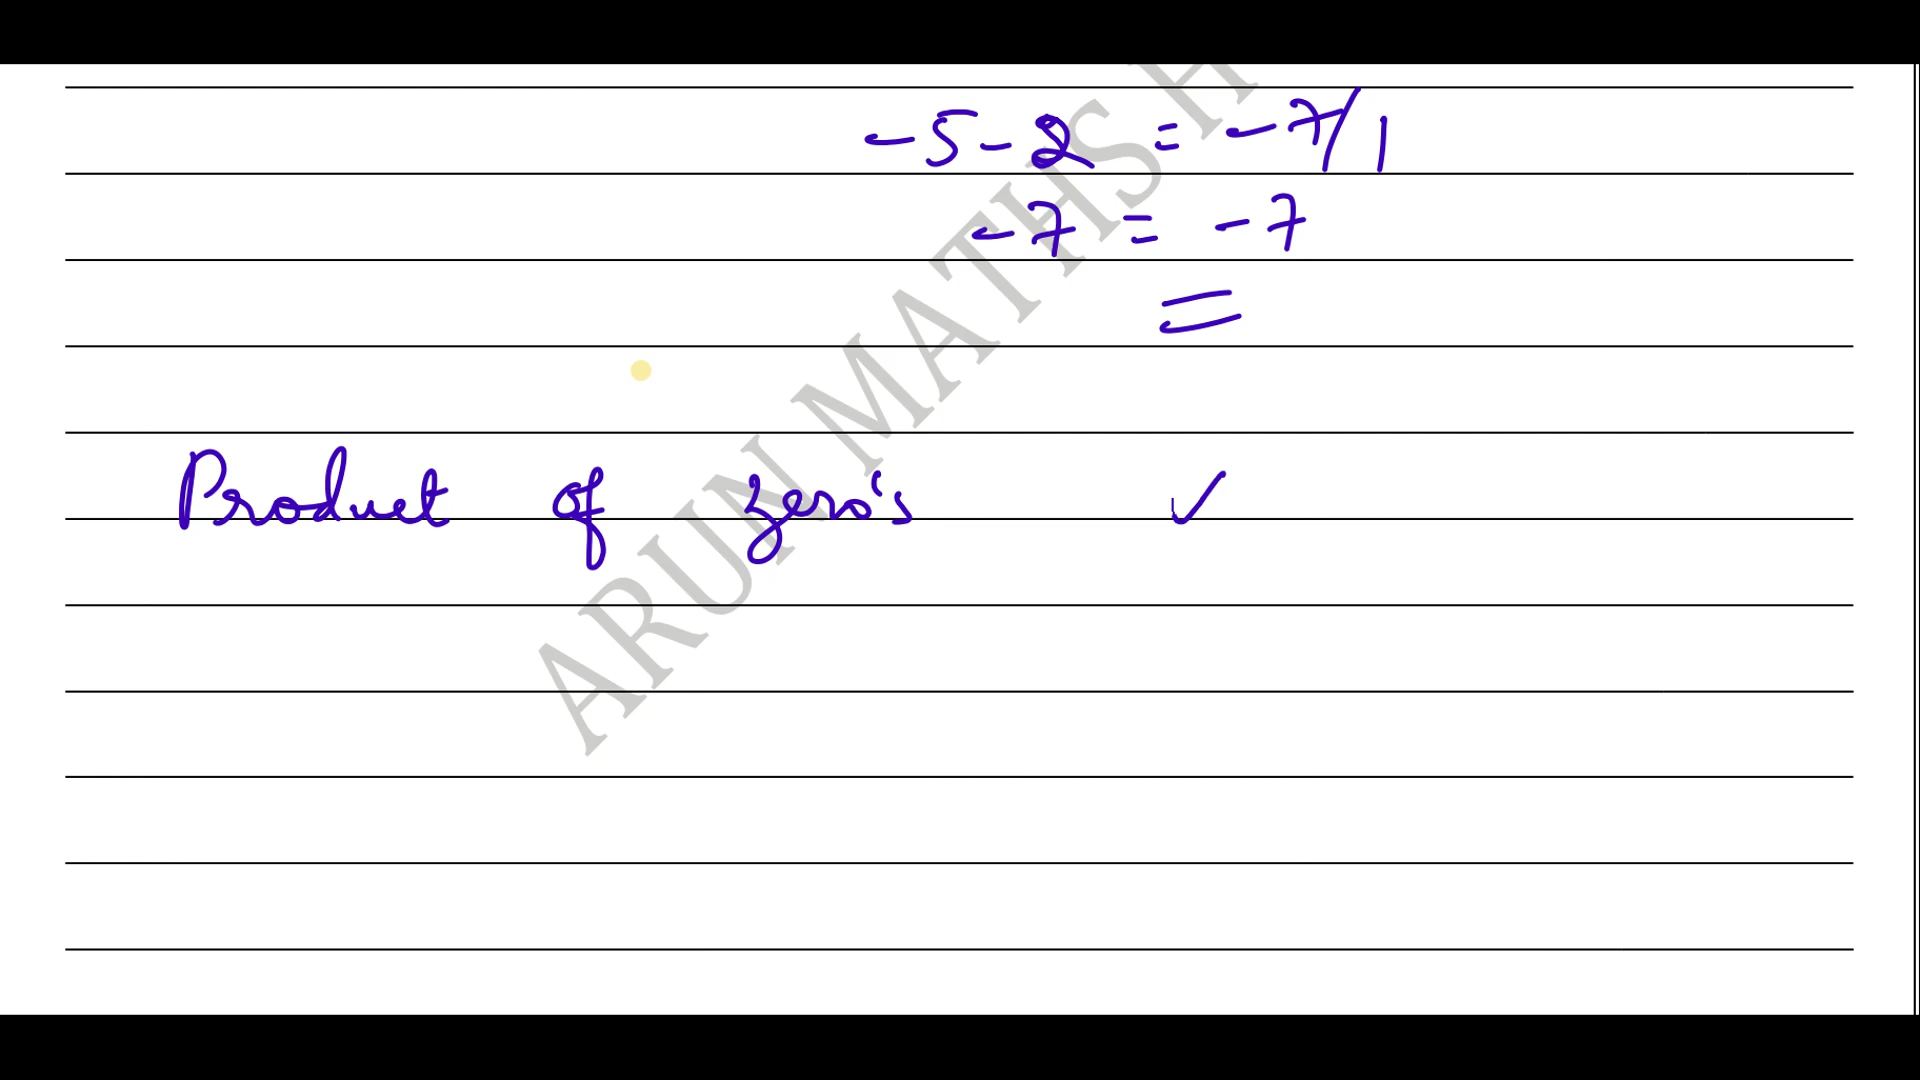 -5-2 = -7/1
-7 = -7
Product of zero's ✓
ARUN MATHS H